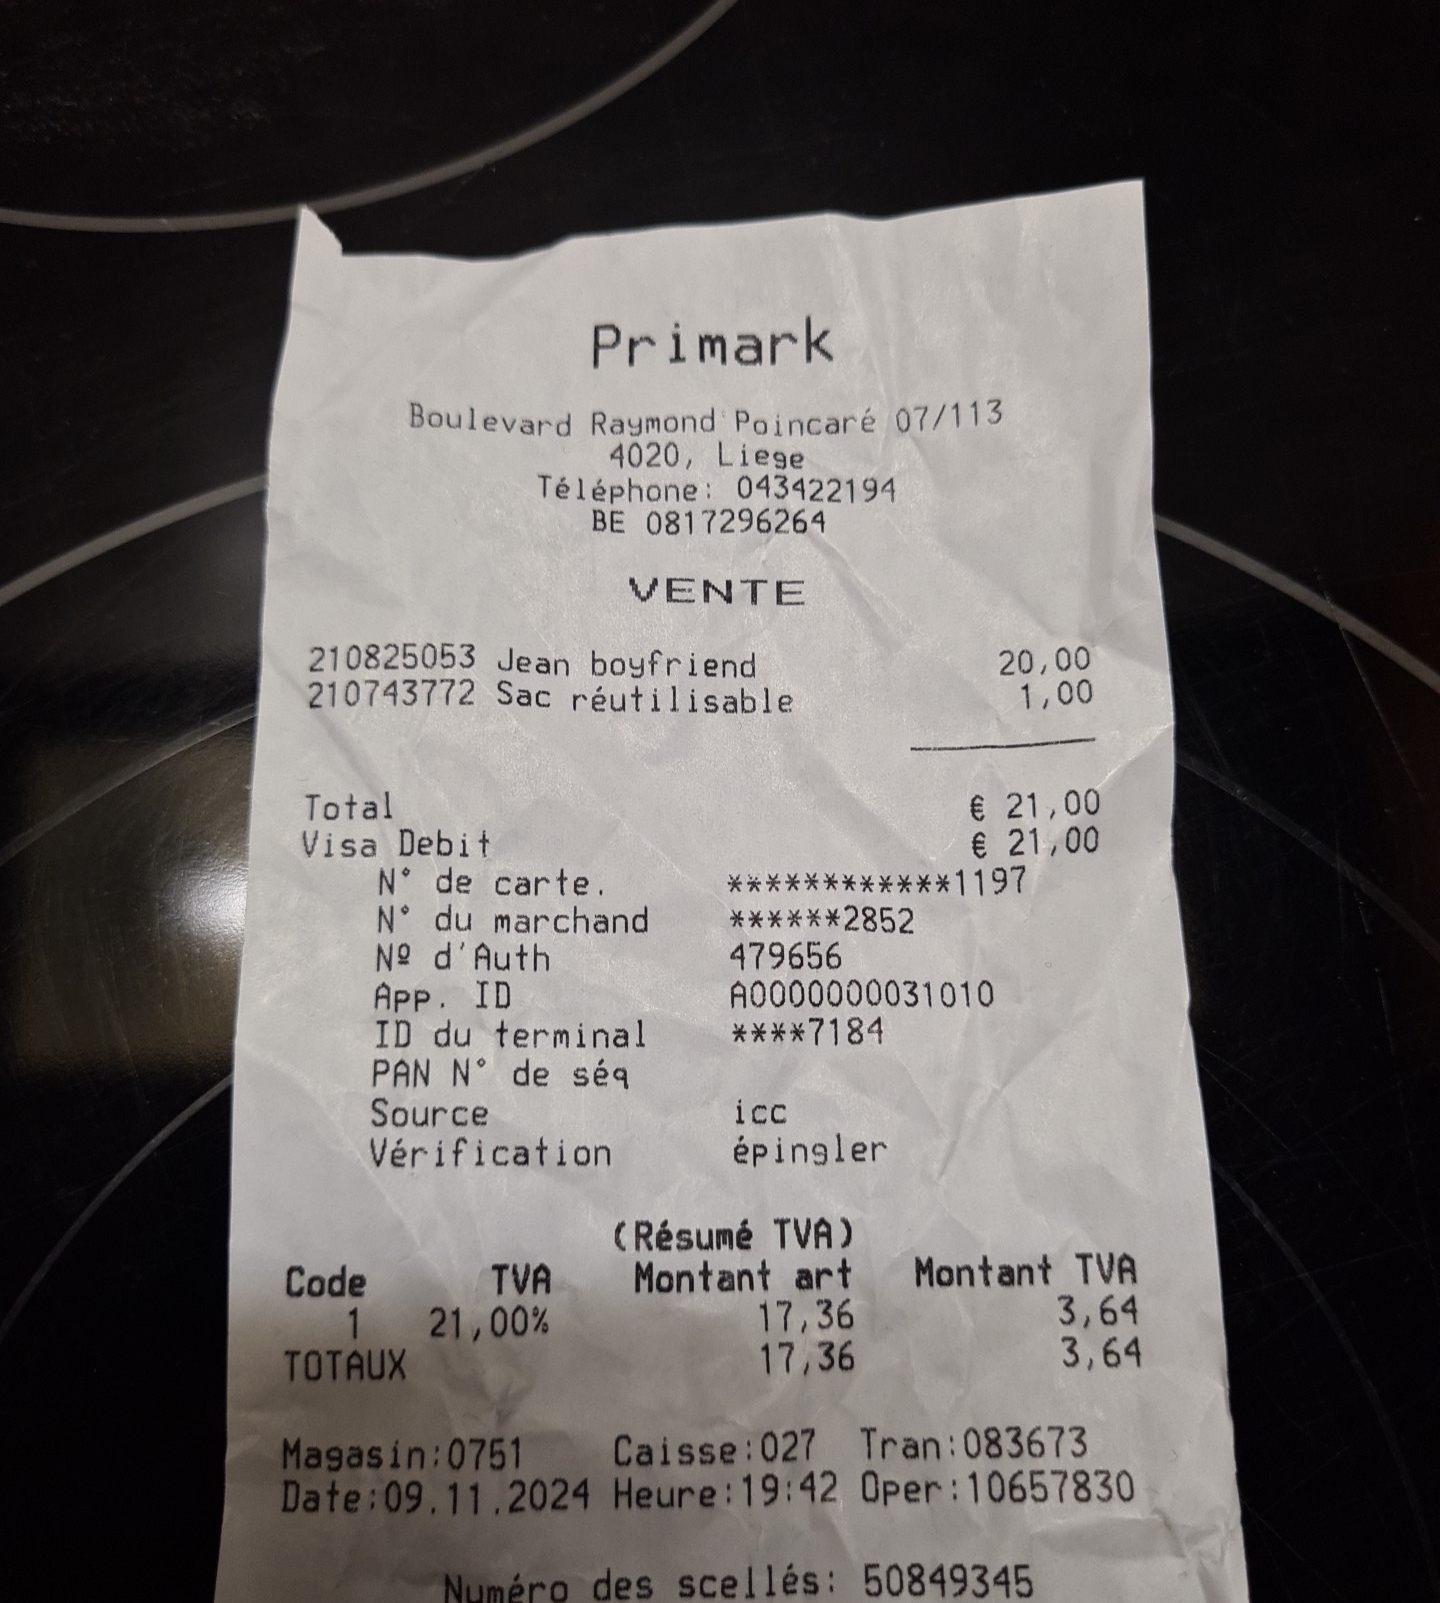 Primark
Boulevard Raymond Poincaré 07/113
4020, Liege
Téléphone: 043422194
BE 0817296264
VENTE
210825053 Jean boyfriend 20,00
210743772 Sac réutilisable 1,00
Total € 21,00
Visa Debit € 21,00
N° de carte. ************1197
N° du marchand ******2852
Nº d'Auth 479656
App. ID A0000000031010
ID du terminal ****7184
PAN N° de séq
Source icc
Vérification épingler
(Résumé TVA)
Code TVA Montant art Montant TVA
1 21,00% 17,36 3,64
TOTAUX 17,36 3,64
Magasin:0751 Caisse:027 Tran:083673
Date:09.11.2024 Heure:19:42 Oper:10657830
Numéro des scellés: 50849345